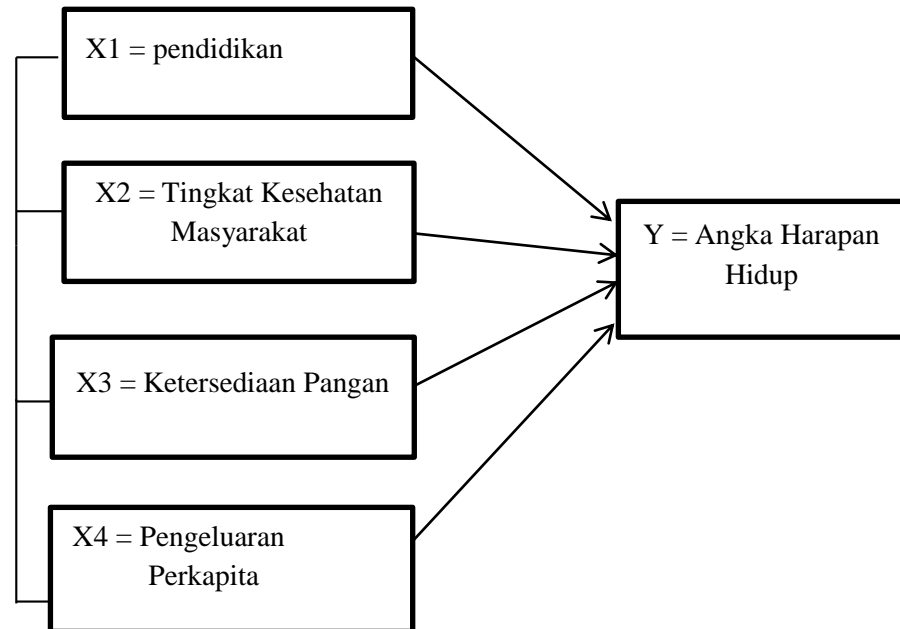 X1 = pendidikan
X2 = Tingkat Kesehatan
Masyarakat
X3 = Ketersediaan Pangan
X4 = Pengeluaran
Perkapita
Y = Angka Harapan
Hidup